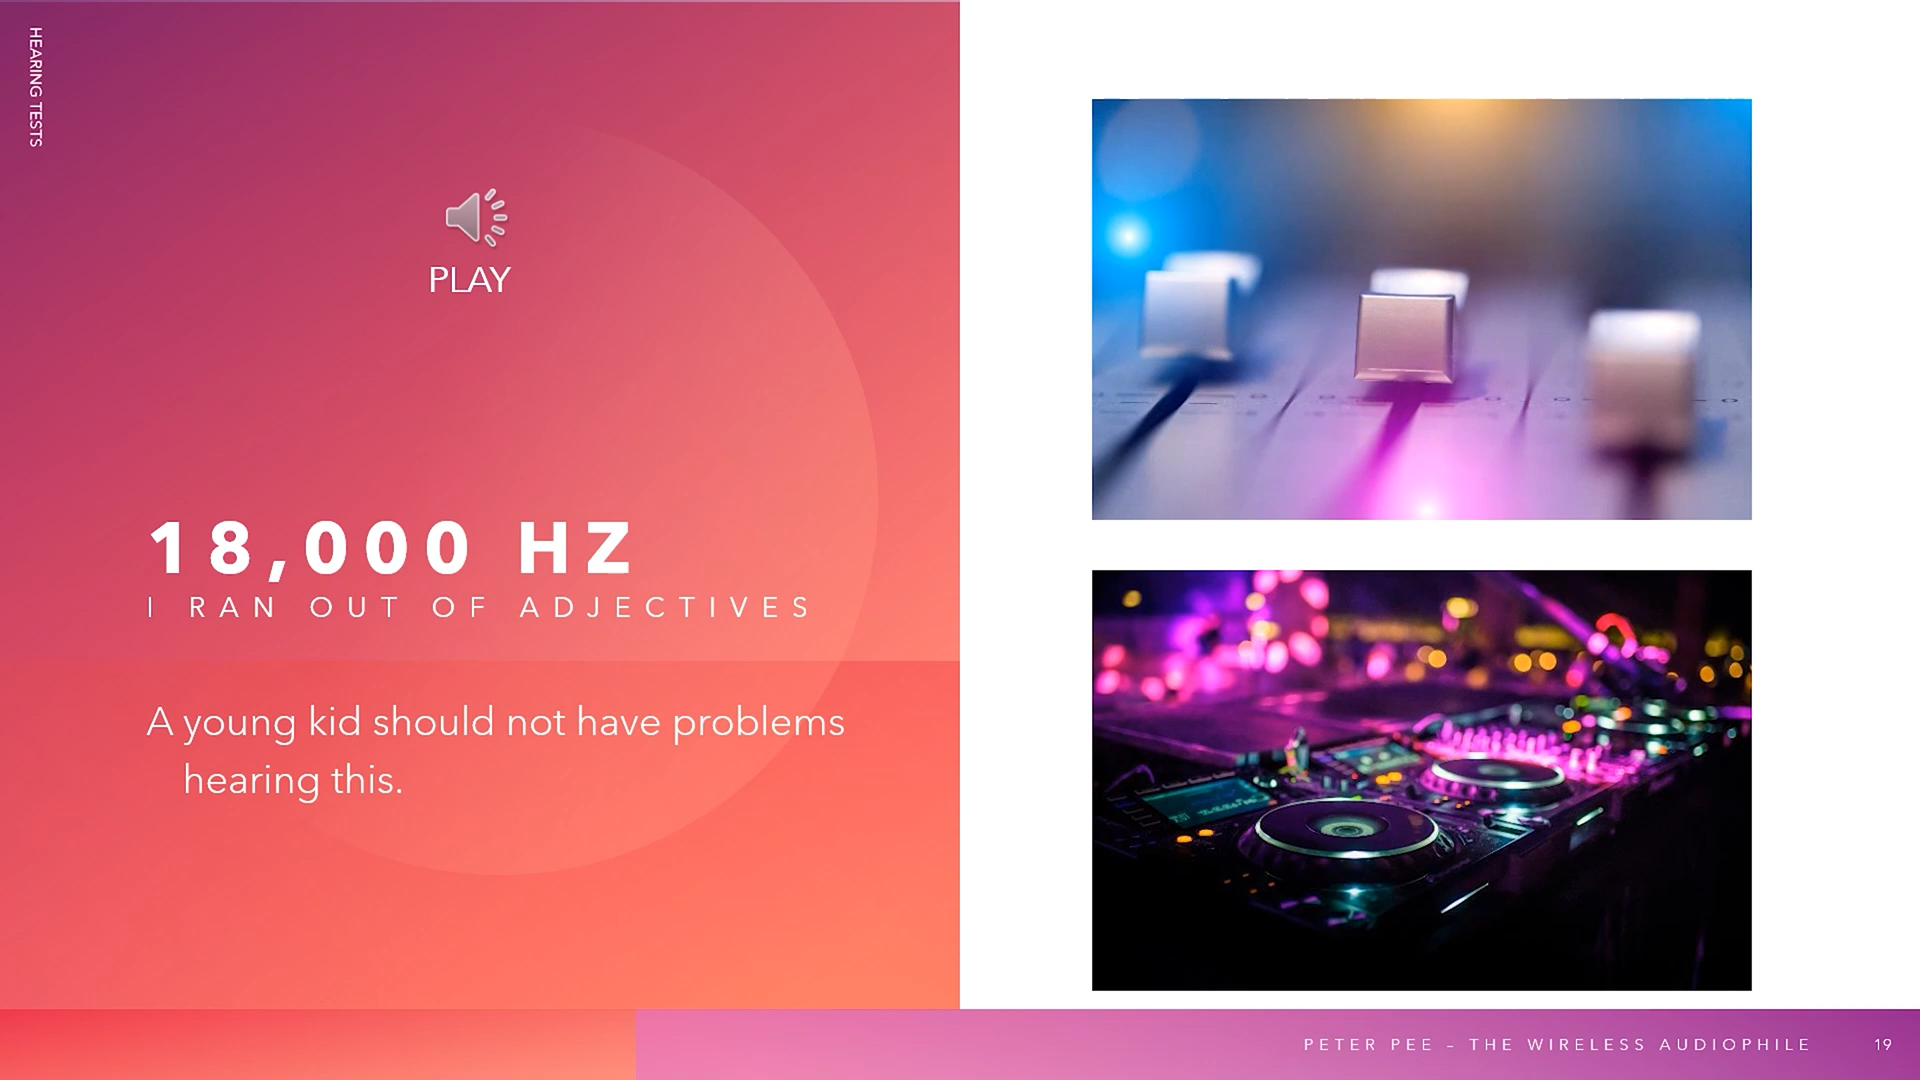 HEARING TESTS
PLAY
18,000 HZ
I RAN OUT OF ADJECTIVES
A young kid should not have problems
hearing this.
PETER PEE – THE WIRELESS AUDIOPHILE 19